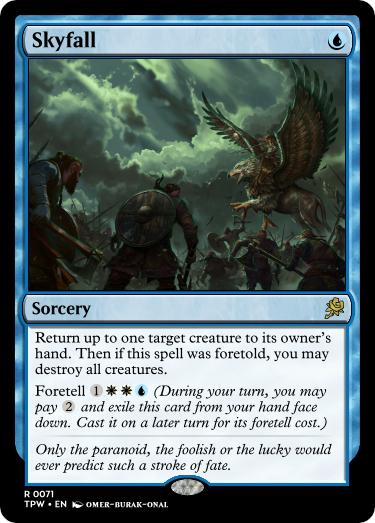 Skyfall
Sorcery
Return up to one target creature to its owner's
hand. Then if this spell was foretold, you may
destroy all creatures.
Foretell 1 (During your turn, you may
pay 2 and exile this card from your hand face
down. Cast it on a later turn for its foretell cost.)
Only the paranoid, the foolish or the lucky would
ever predict such a stroke of fate.
R 0071
TPW • EN OMER-BURAK-ONAL